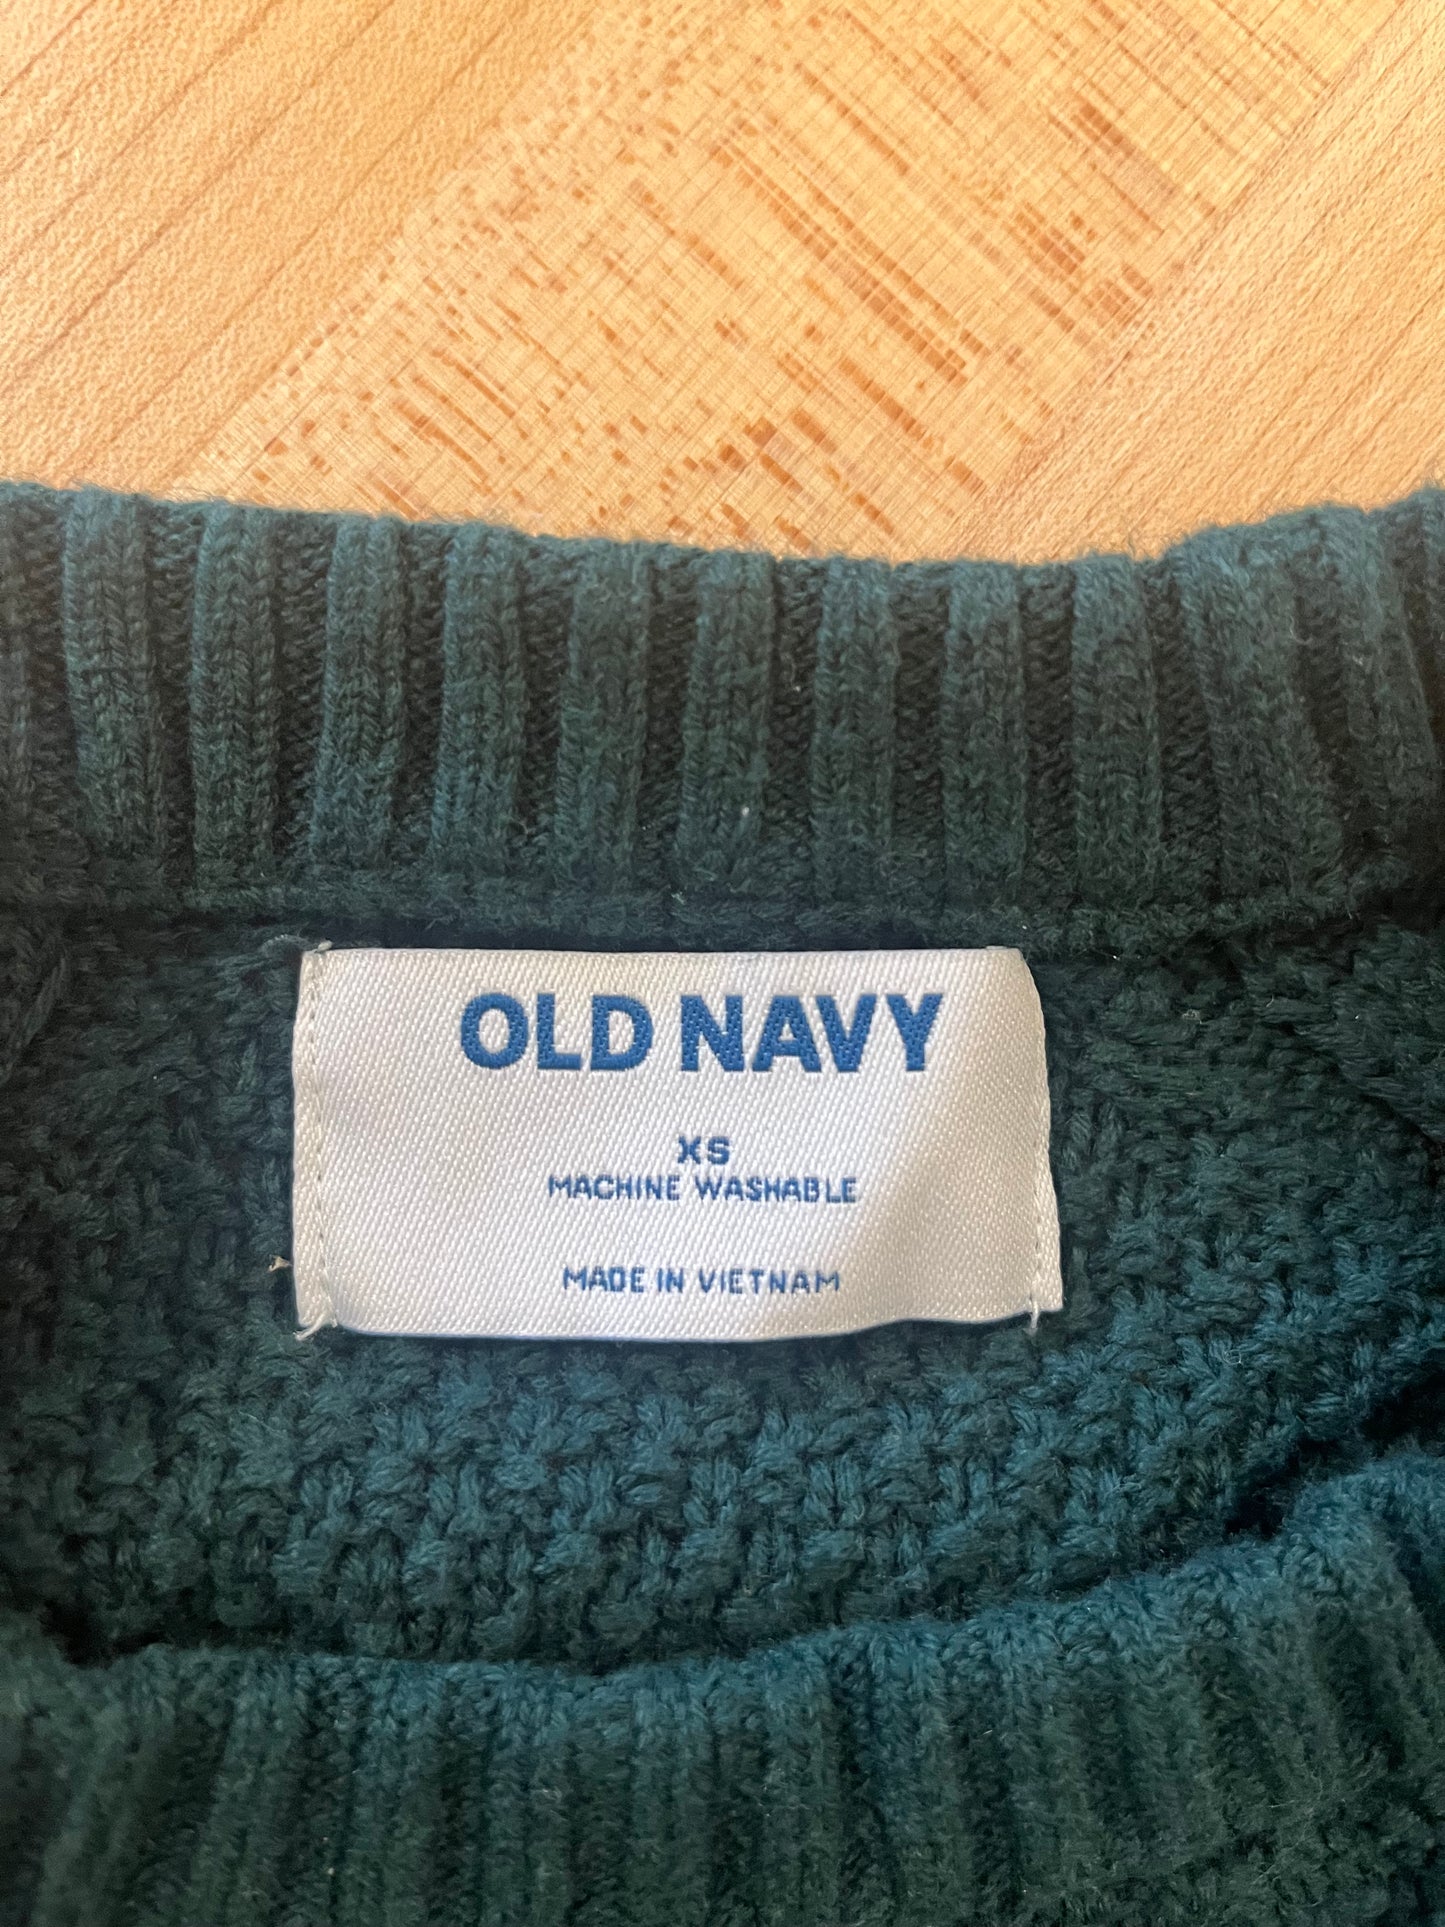 OLD NAVY
XS
MACHINE WASHABLE
MADE IN VIETNAM